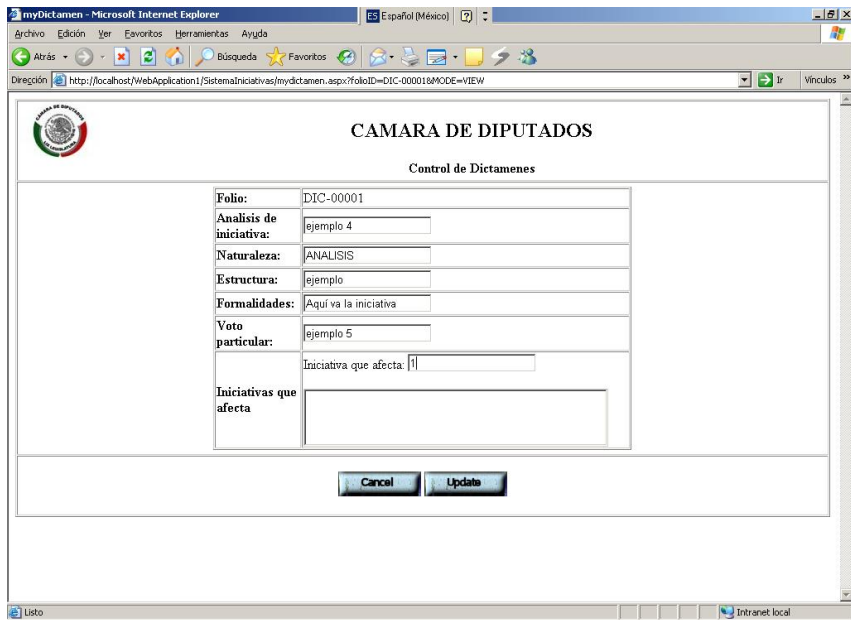 myDictamen - Microsoft Internet Explorer
ES Español (México)
Archivo Edición Ver Favoritos Herramientas Ayuda
Atrás Búsqueda Favoritos
Dirección http://localhost/WebApplication1/SistemaIniciativas/mydictamen.aspx?folioID=DIC-00001&MODE=VIEW Ir Vínculos »
CAMARA DE DIPUTADOS
Control de Dictamenes
Folio: DIC-00001
Analisis de
iniciativa: ejemplo 4
Naturaleza: ANALISIS
Estructura: ejemplo
Formalidades: Aquí va la iniciativa
Voto
particular: ejemplo 5
Iniciativa que afecta: 1
Iniciativas que
afecta
Cancel Update
Listo Intranet local